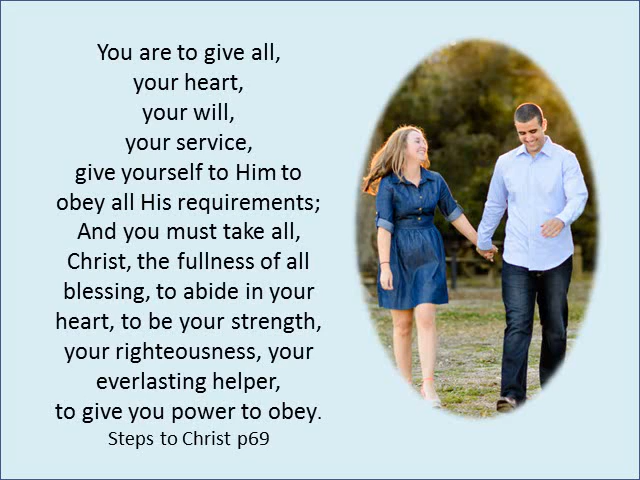 You are to give all,
your heart,
your will,
your service,
give yourself to Him to
obey all His requirements;
And you must take all,
Christ, the fullness of all
blessing, to abide in your
heart, to be your strength,
your righteousness, your
everlasting helper,
to give you power to obey.
Steps to Christ p69